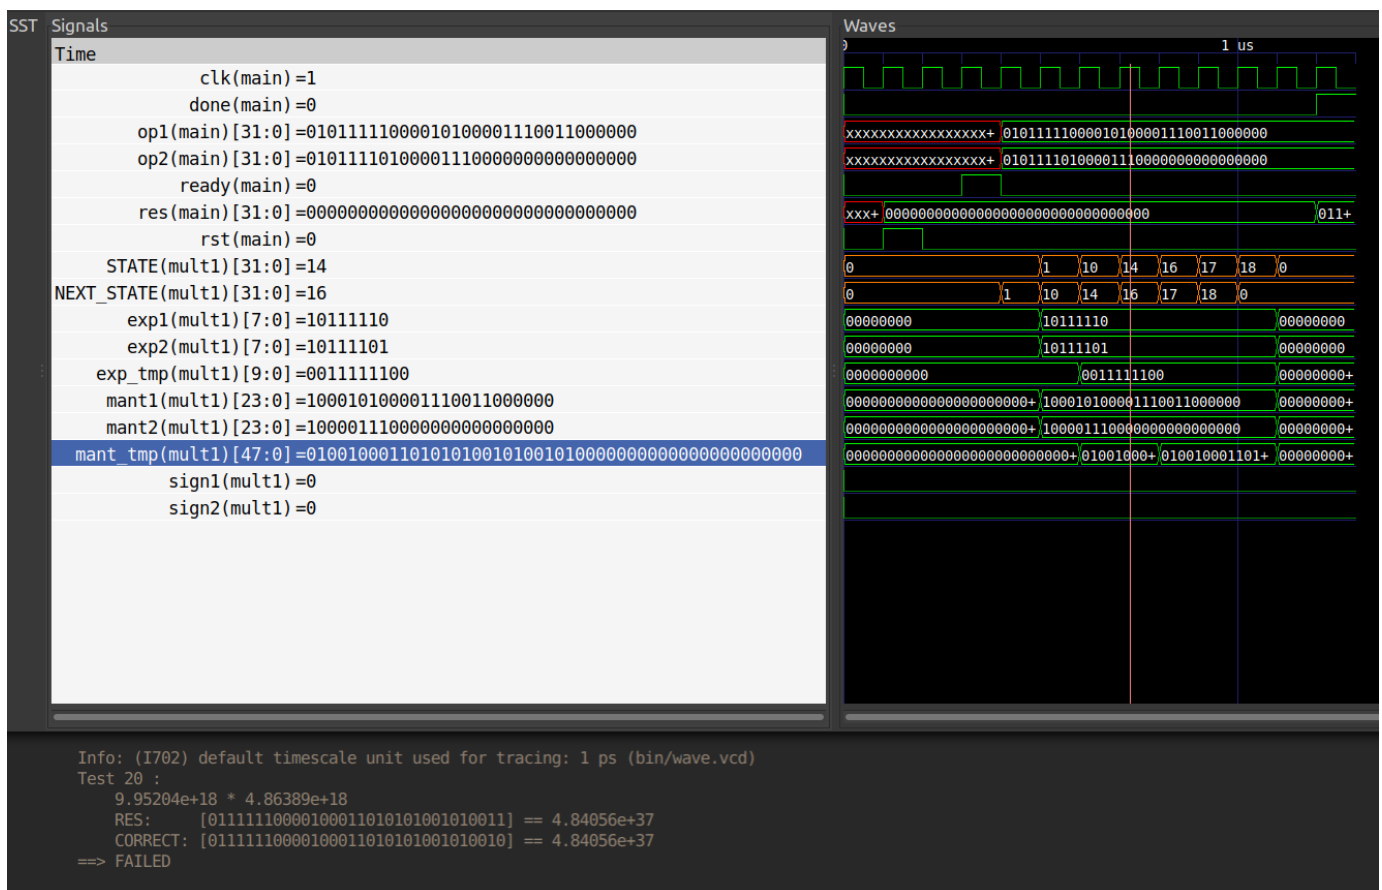 SST Signals Waves
Time
0 1 us
clk(main)=1
done(main)=0
op1(main)[31:0]=01011111000010100001110011000000
xxxxxxxxxxxxxxxxx+ 01011111000010100001110011000000
op2(main)[31:0]=01011110100001110000000000000000
xxxxxxxxxxxxxxxxx+ 01011110100001110000000000000000
ready(main)=0
res(main)[31:0]=00000000000000000000000000000000
xxx+ 00000000000000000000000000000000 011+
rst(main)=0
STATE(mult1)[31:0]=14
0 1 10 14 16 17 18 0
NEXT_STATE(mult1)[31:0]=16
0 1 10 14 16 17 18 0
exp1(mult1)[7:0]=10111110
00000000 10111110 00000000
exp2(mult1)[7:0]=10111101
00000000 10111101 00000000
exp_tmp(mult1)[9:0]=0011111100
0000000000 0011111100 00000000+
mant1(mult1)[23:0]=100010100001110011000000
00000000000000000000000+ 100010100001110011000000 00000000+
mant2(mult1)[23:0]=100001110000000000000000
00000000000000000000000+ 100001110000000000000000 00000000+
mant_tmp(mult1)[47:0]=010010001101010100101001010000000000000000000000
0000000000000000000000000000+ 01001000+ 010010001101+ 00000000+
sign1(mult1)=0
sign2(mult1)=0
Info: (I702) default timescale unit used for tracing: 1 ps (bin/wave.vcd)
Test 20 :
9.95204e+18 * 4.86389e+18
RES: [01111110000100011010101001010011] == 4.84056e+37
CORRECT: [01111110000100011010101001010010] == 4.84056e+37
==> FAILED